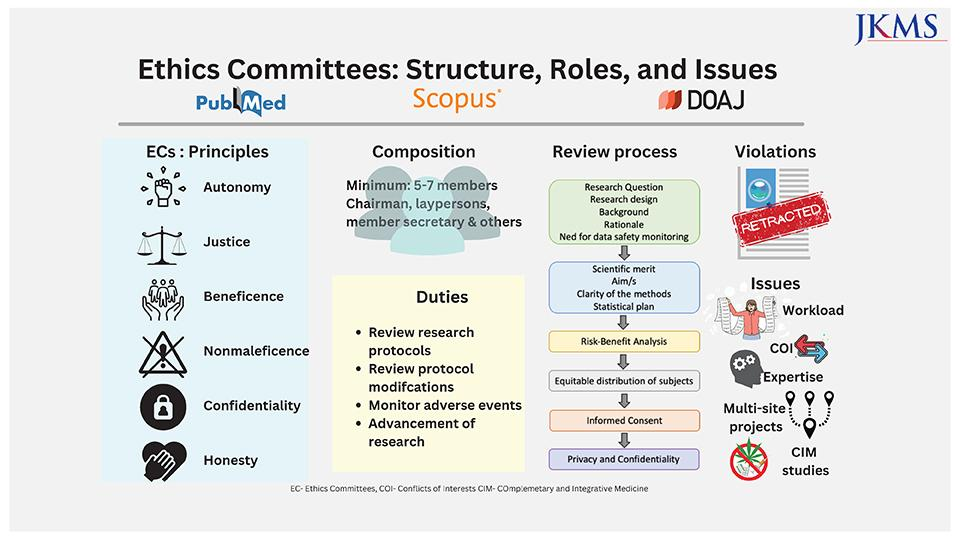 JKMS
Ethics Committees: Structure, Roles, and Issues
PubMed
Scopus
DOAJ
ECs : Principles
Autonomy
Justice
Beneficence
Nonmaleficence
Confidentiality
Honesty
Composition
Minimum: 5-7 members
Chairman, laypersons,
member secretary & others
Duties
• Review research
protocols
• Review protocol
modifcations
• Monitor adverse events
• Advancement of
research
Review process
Research Question
Research design
Background
Rationale
Ned for data safety monitoring
Scientific merit
Aim/s
Clarity of the methods
Statistical plan
Risk-Benefit Analysis
Equitable distribution of subjects
Informed Consent
Privacy and Confidentiality
Violations
RETRACTED
Issues
Workload
COI
Expertise
Multi-site
projects
CIM
studies
EC- Ethics Committees, COI- Conflicts of Interests CIM- COmplemetary and Integrative Medicine